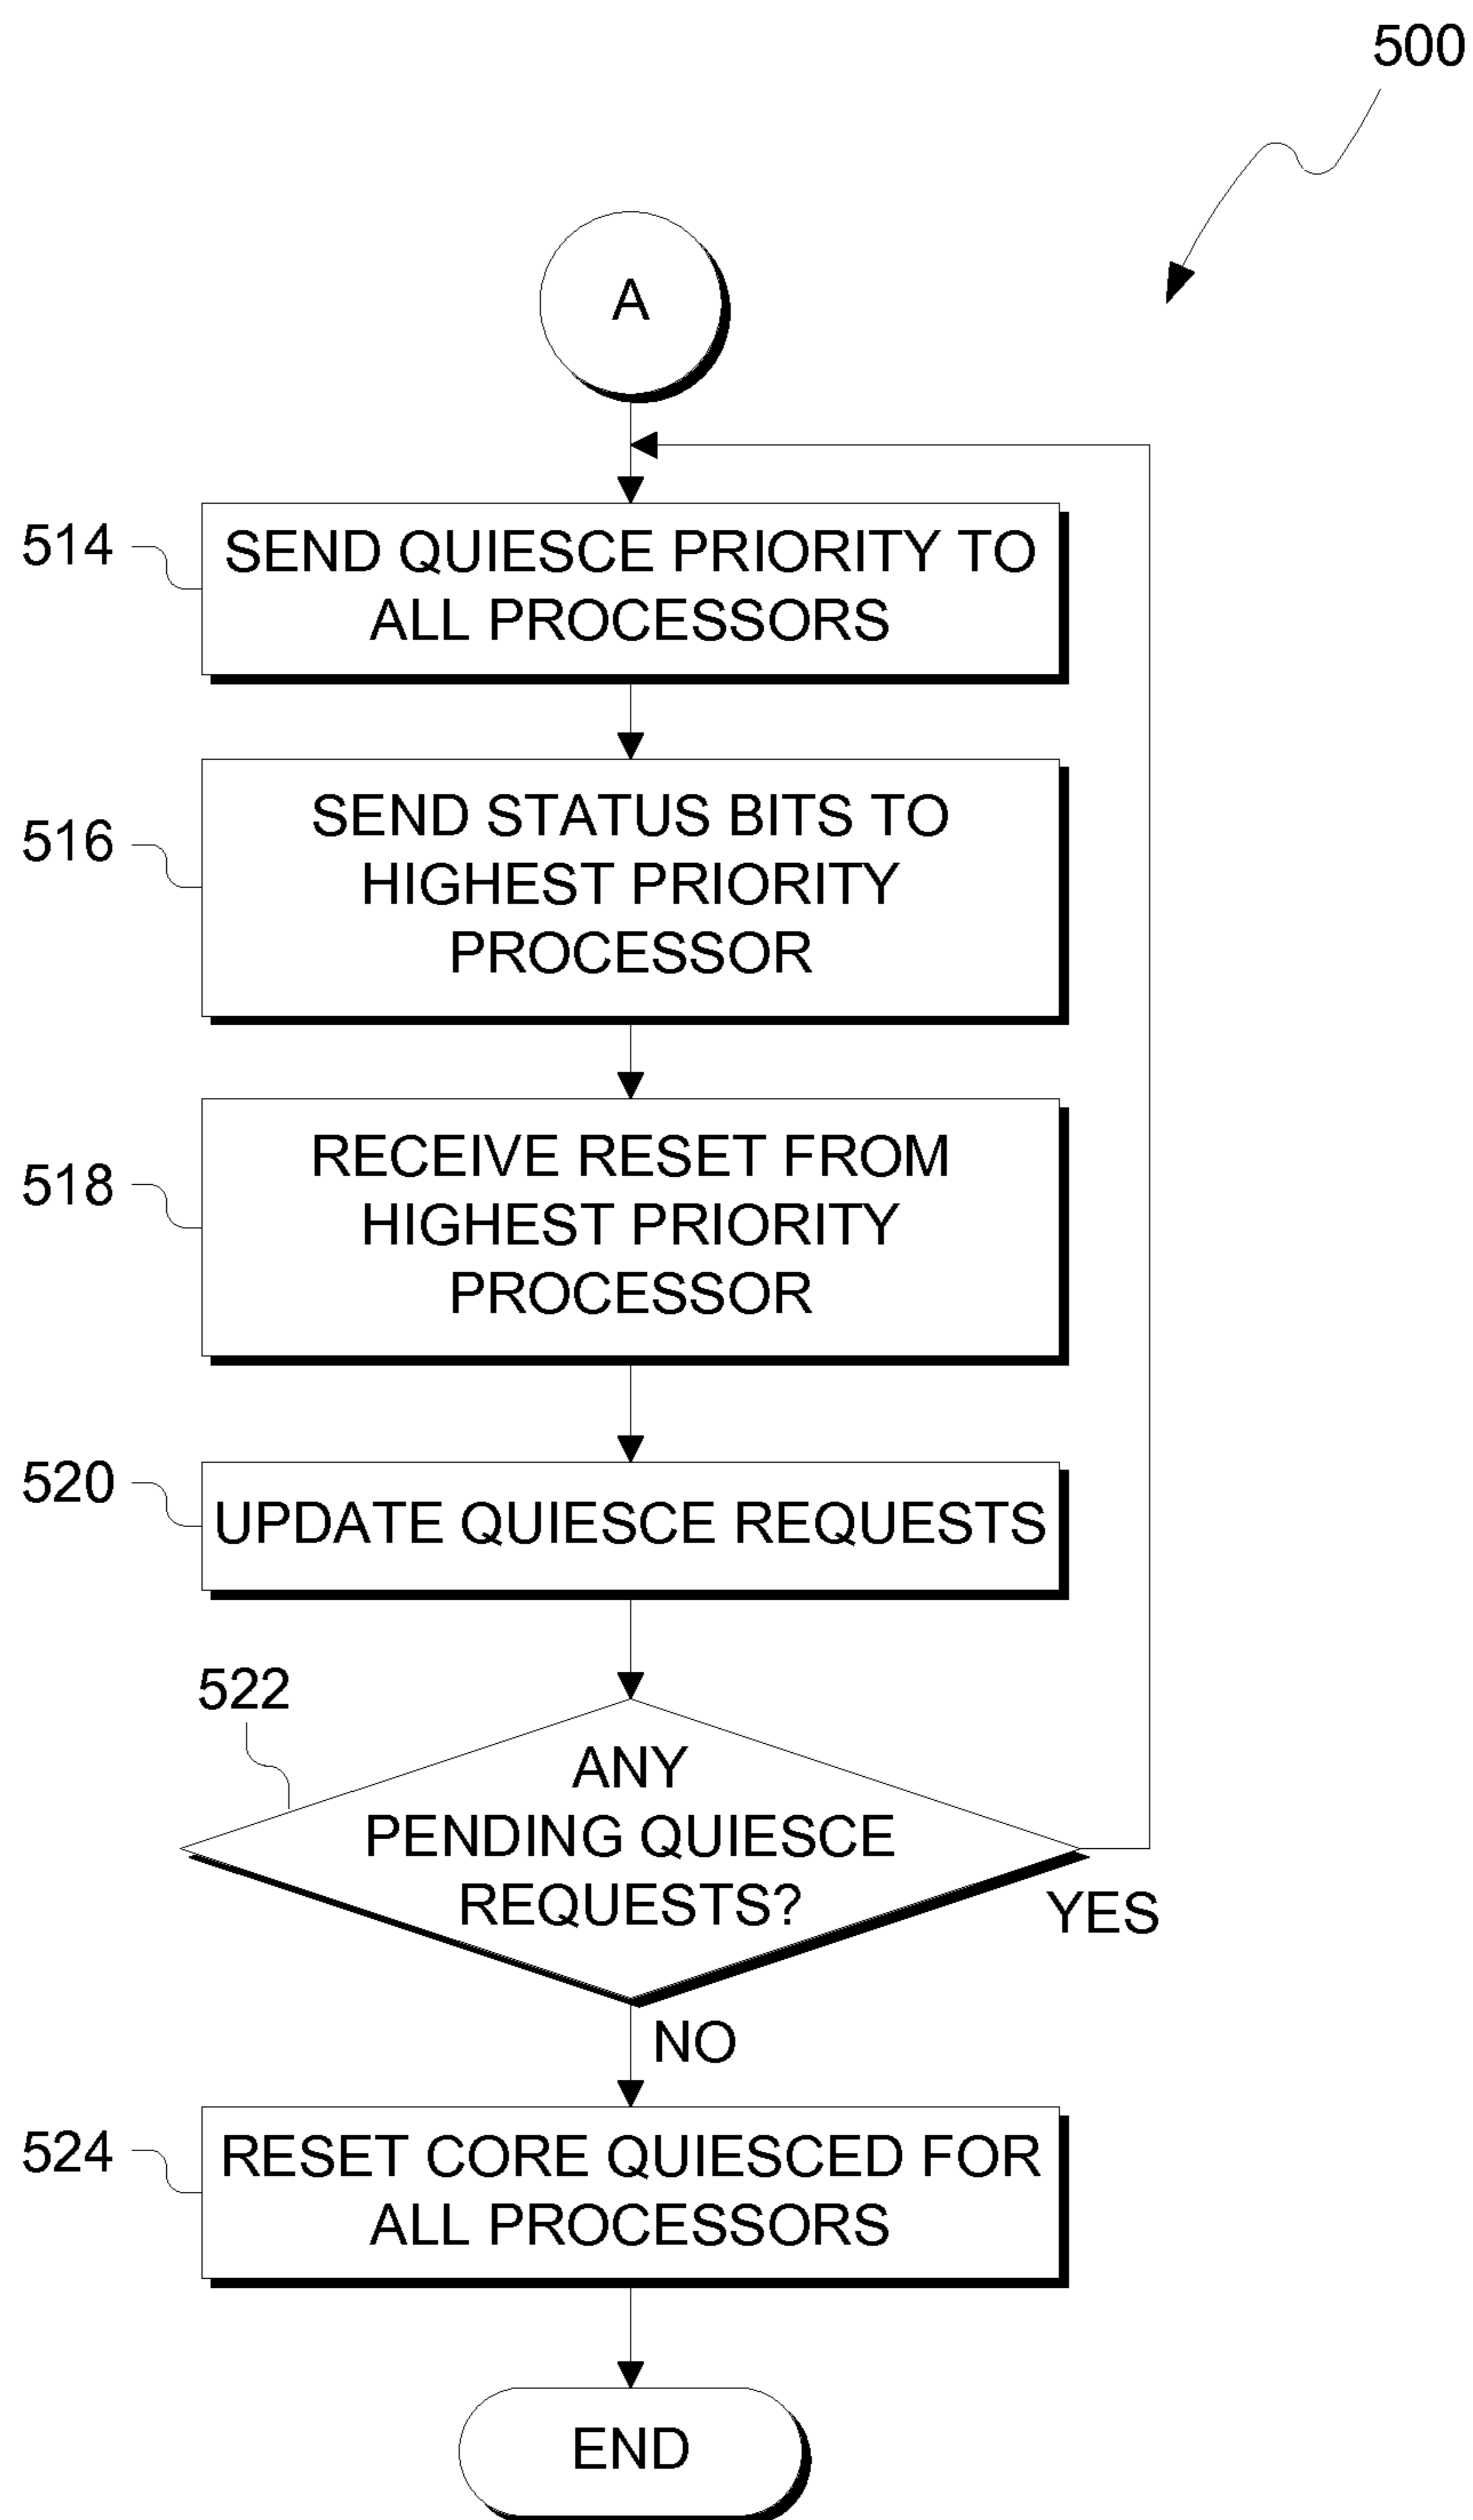 500
A
514
SEND QUIESCE PRIORITY TO
ALL PROCESSORS
516
SEND STATUS BITS TO
HIGHEST PRIORITY
PROCESSOR
518
RECEIVE RESET FROM
HIGHEST PRIORITY
PROCESSOR
520
UPDATE QUIESCE REQUESTS
522
ANY
PENDING QUIESCE
REQUESTS?
YES
NO
524
RESET CORE QUIESCED FOR
ALL PROCESSORS
END